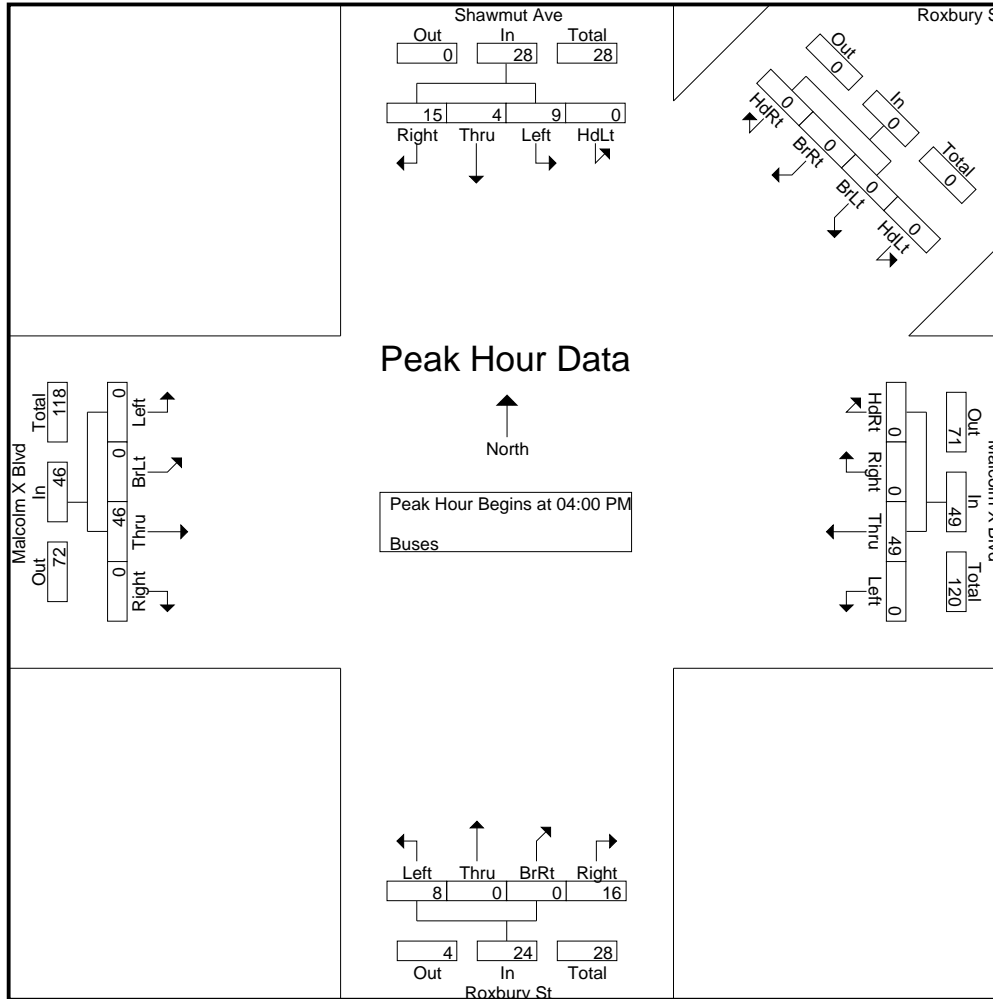 Shawmut Ave
Out In Total
0 28 28
15 4 9 0
Right Thru Left HdLt
Roxbury S
Out
0
In
0
Total
0
HdRt
0
BrRt
0
BrLt
0
HdLt
0
Peak Hour Data
North
Peak Hour Begins at 04:00 PM
Buses
Malcolm X Blvd
Total
118
In
46
Out
72
0
Left
0
BrLt
46
Thru
0
Right
HdRt
0
Right
0
Thru
49
Left
0
Out
71
In
49
Total
120
Malcolm X Blvd
Left Thru BrRt Right
8 0 0 16
4 24 28
Out In Total
Roxbury St